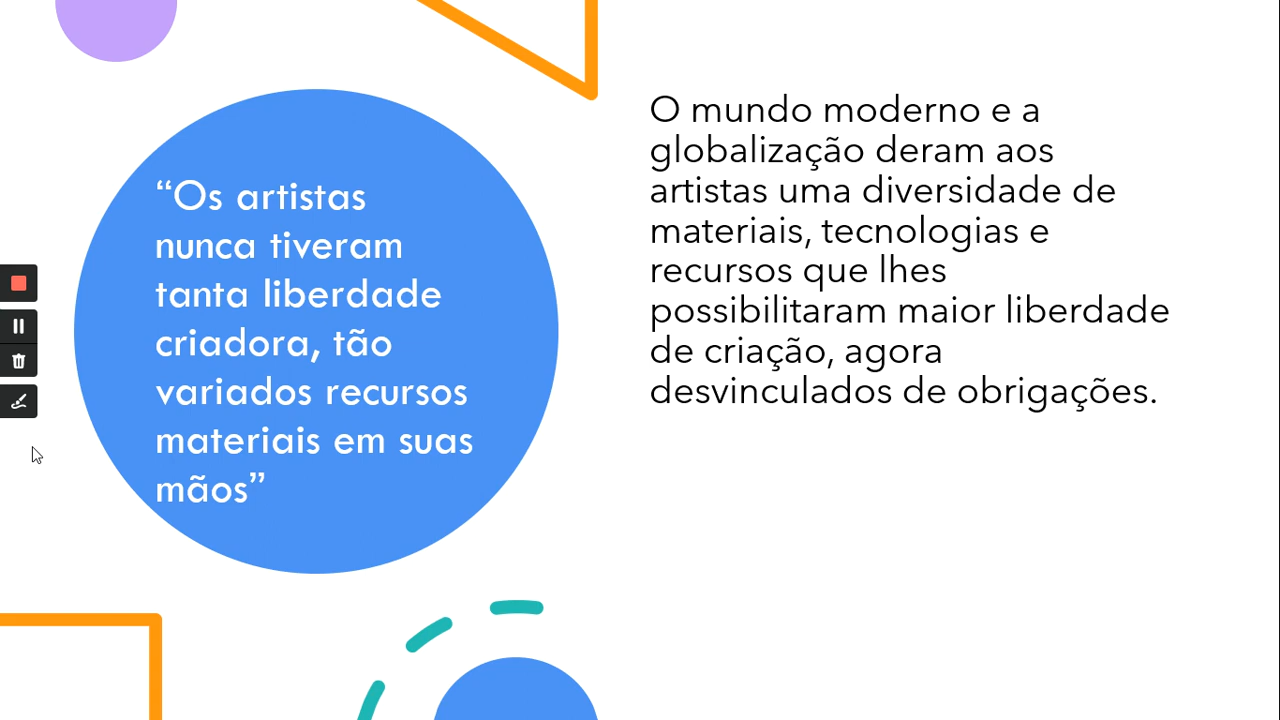 “Os artistas
nunca tiveram
tanta liberdade
criadora, tão
variados recursos
materiais em suas
mãos”
O mundo moderno e a
globalização deram aos
artistas uma diversidade de
materiais, tecnologias e
recursos que lhes
possibilitaram maior liberdade
de criação, agora
desvinculados de obrigações.